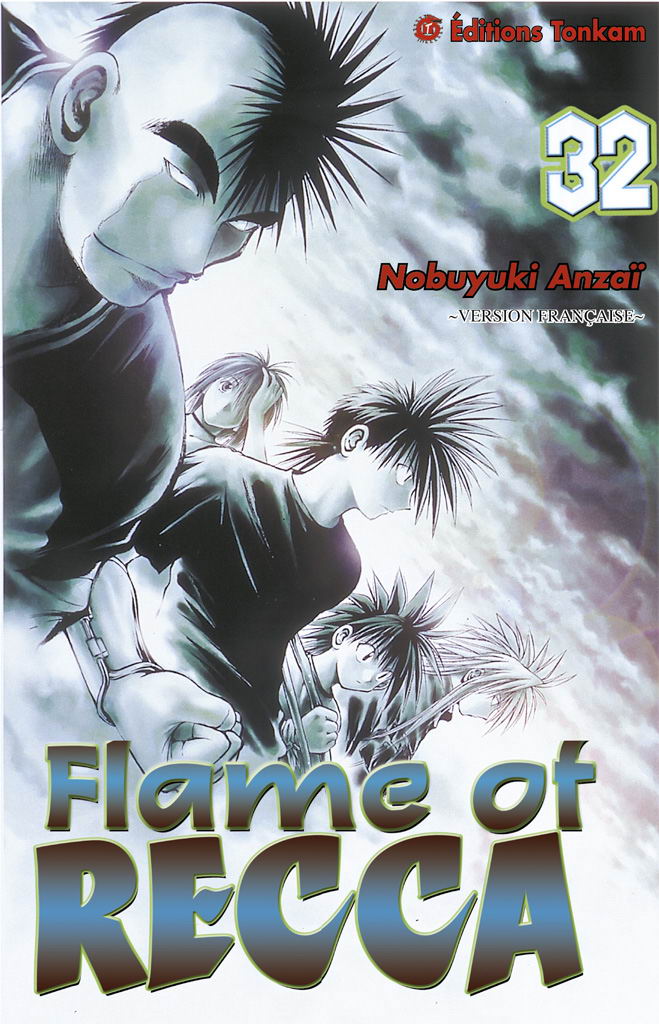 Éditions Tonkam
32
Nobuyuki Anzaï
~VERSION FRANÇAISE~
Flame of
RECCA